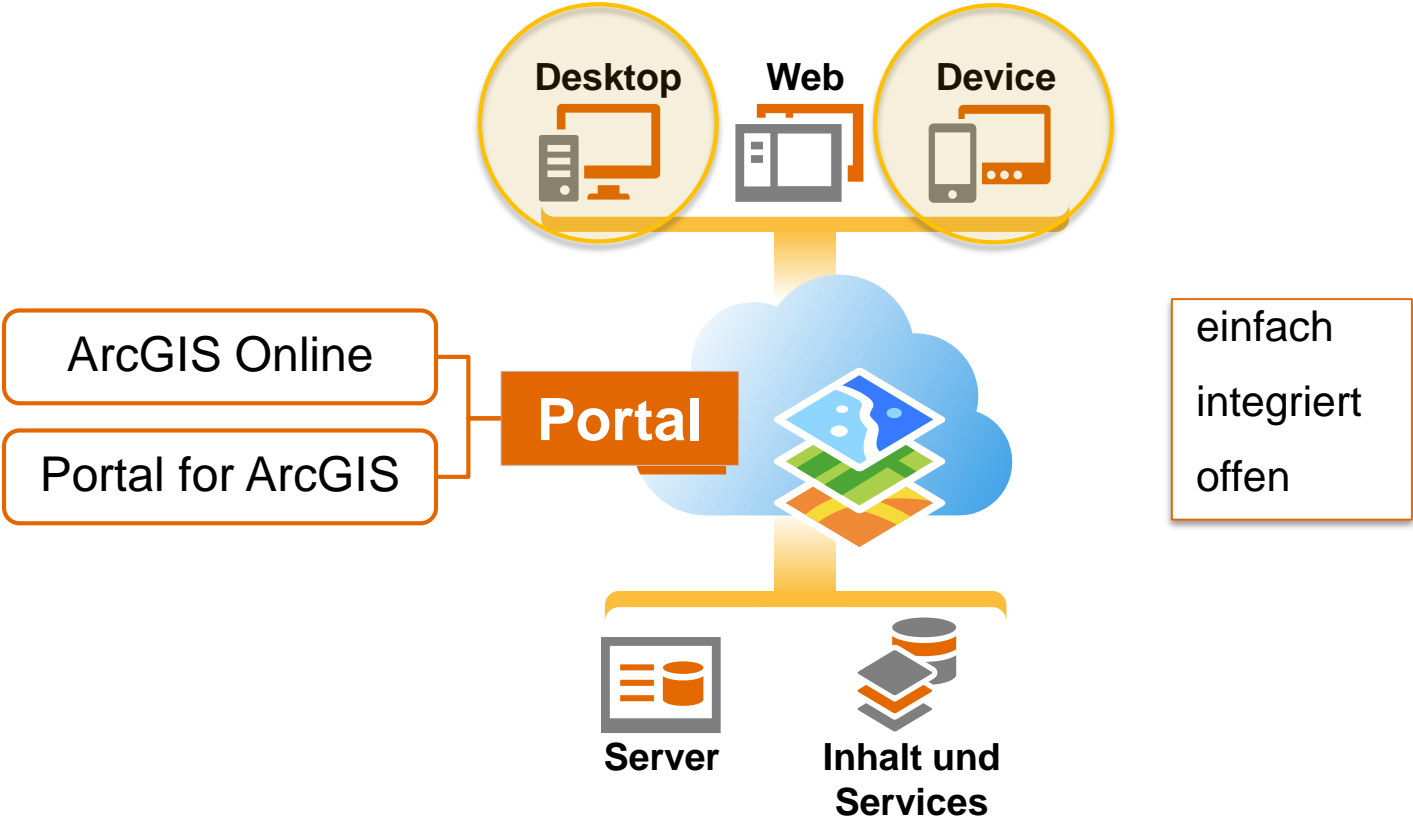 Desktop
Web
Device
ArcGIS Online
Portal for ArcGIS
Portal
einfach
integriert
offen
Server
Inhalt und
Services